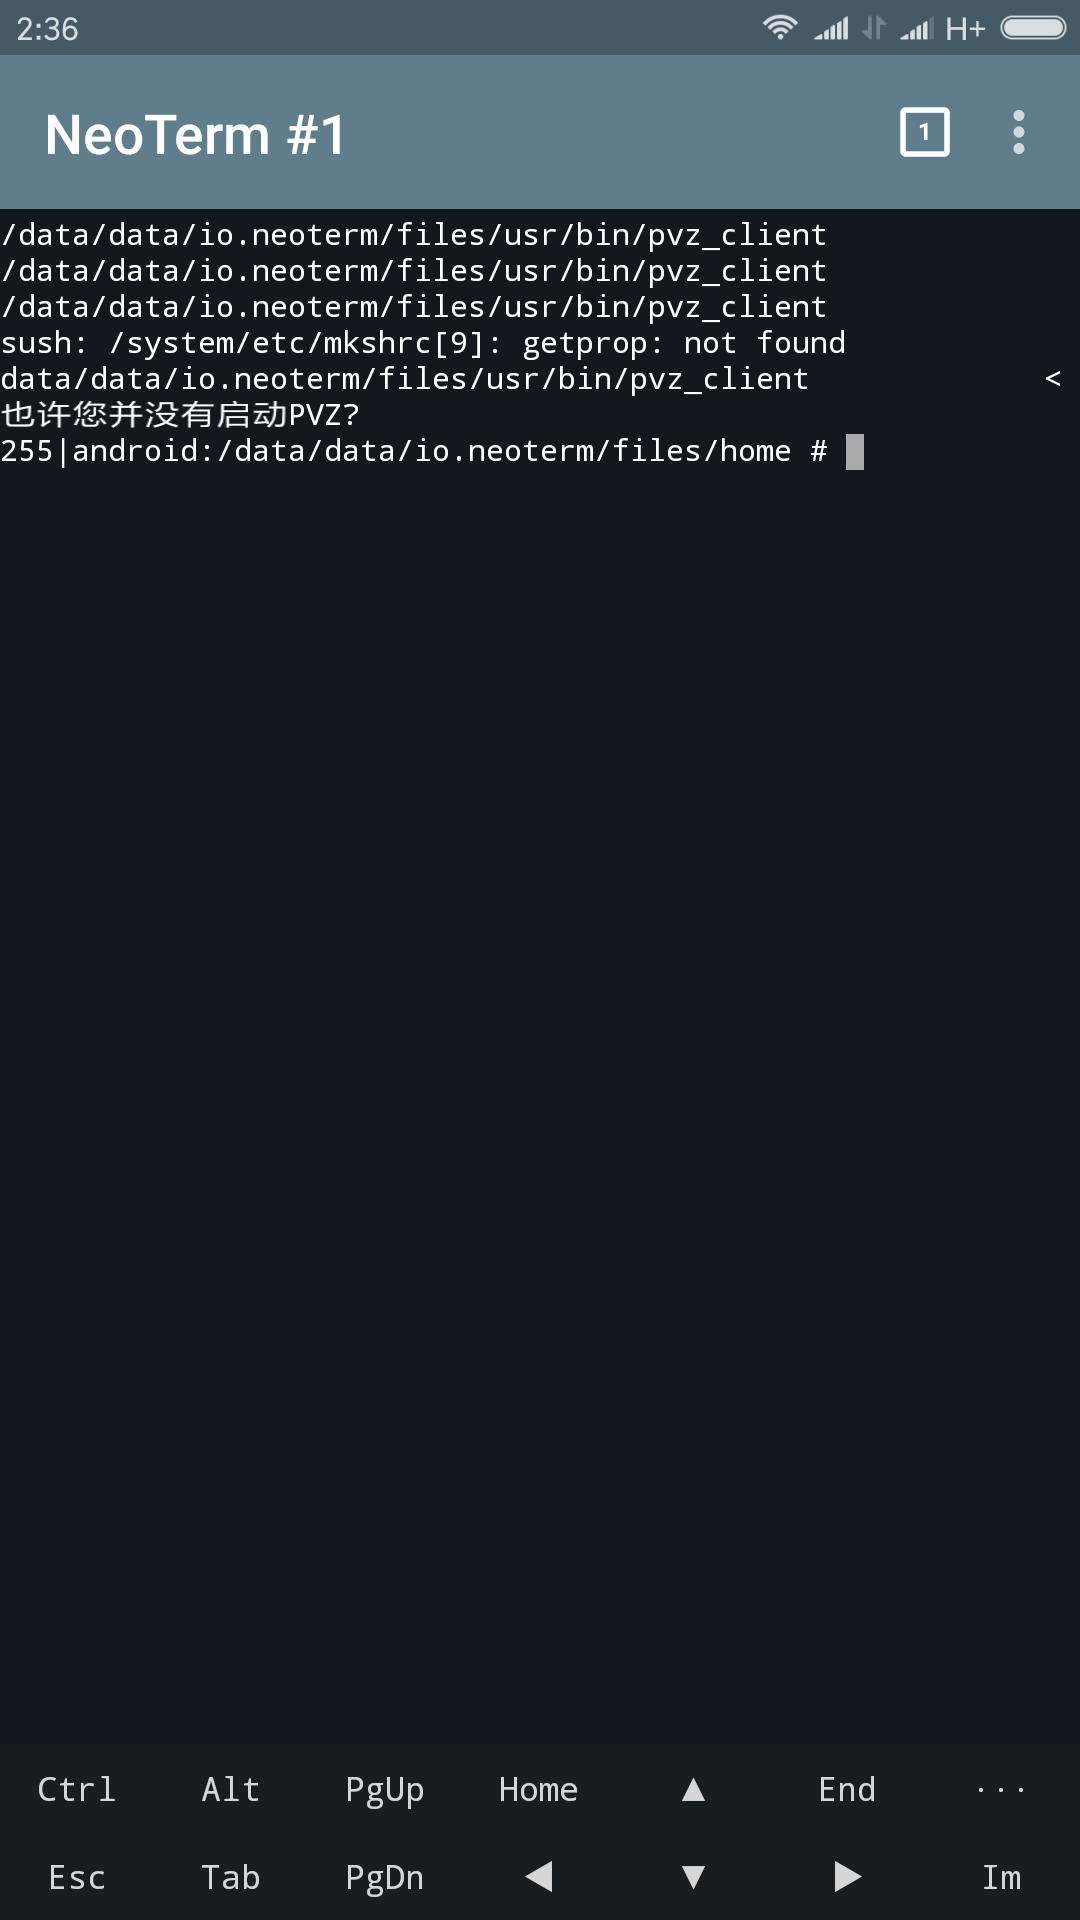 2:36
H+
NeoTerm #1
1
/data/data/io.neoterm/files/usr/bin/pvz_client
/data/data/io.neoterm/files/usr/bin/pvz_client
/data/data/io.neoterm/files/usr/bin/pvz_client
sush: /system/etc/mkshrc[9]: getprop: not found
data/data/io.neoterm/files/usr/bin/pvz_client <
也许您并没有启动PVZ?
255|android:/data/data/io.neoterm/files/home #
Ctrl Alt PgUp Home ▲ End ···
Esc Tab PgDn ◀ ▼ ▶ Im